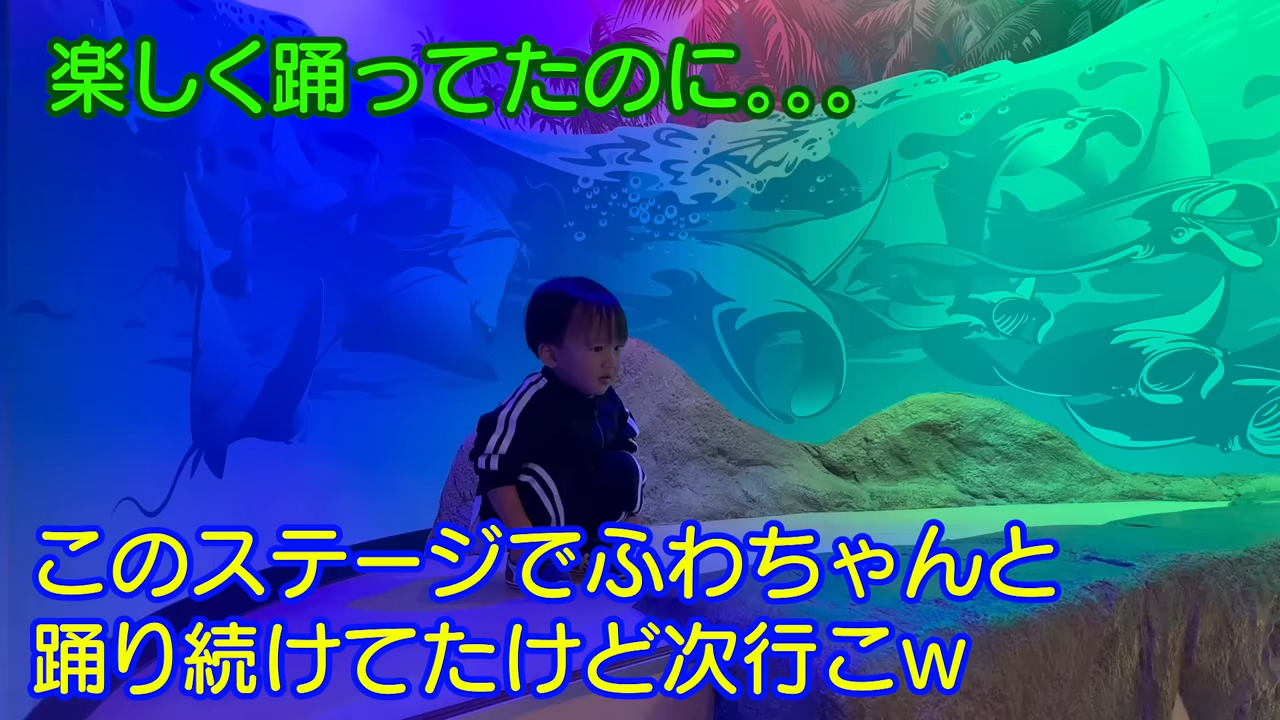 楽しく踊ってたのに。。。
このステージでふわちゃんと
踊り続けてたけど次行こw